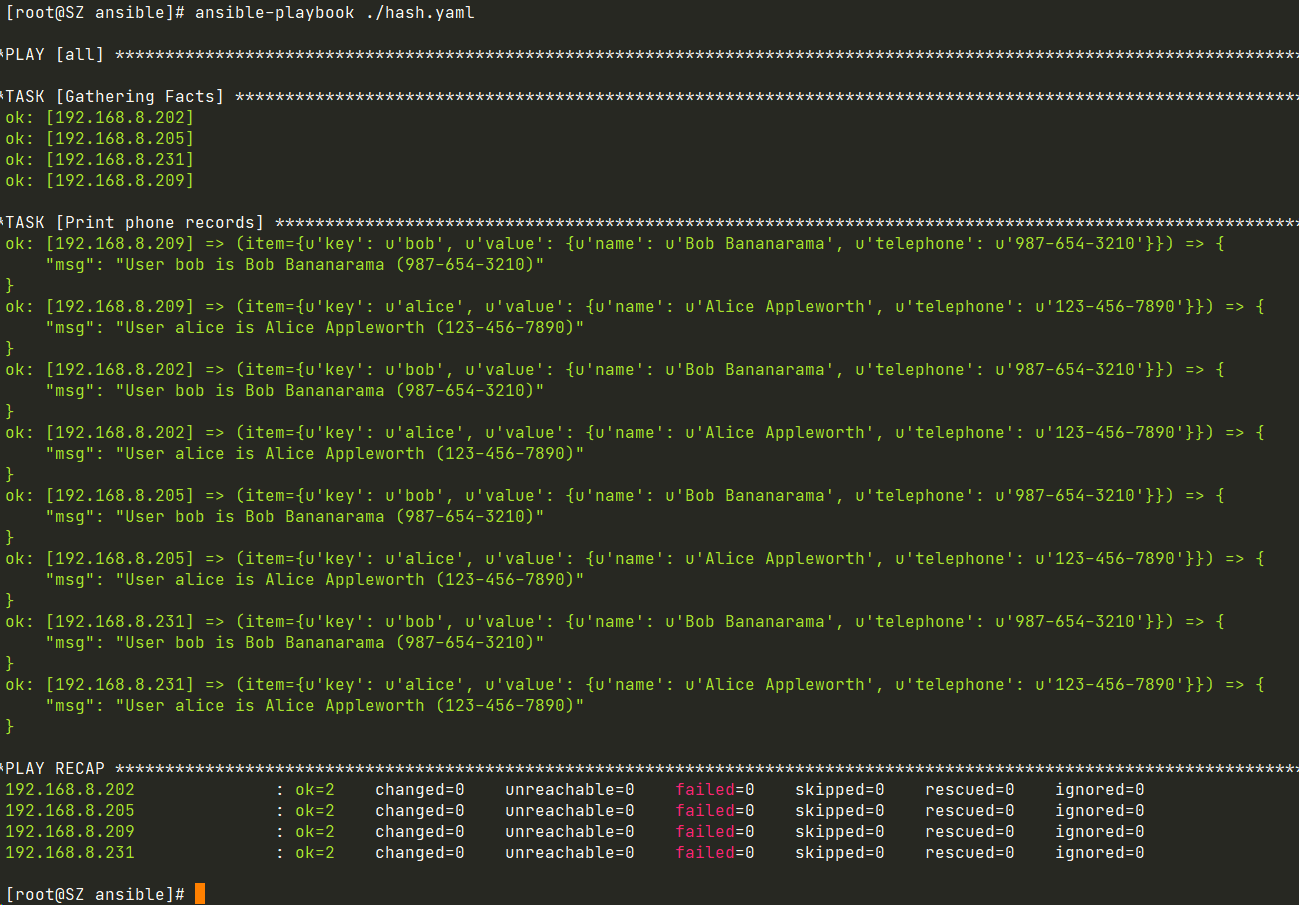 [root@SZ ansible]# ansible-playbook ./hash.yaml
*PLAY [all] ***********************************************************************************************************************
*TASK [Gathering Facts] ***********************************************************************************************************
ok: [192.168.8.202]
ok: [192.168.8.205]
ok: [192.168.8.231]
ok: [192.168.8.209]
*TASK [Print phone records] *******************************************************************************************************
ok: [192.168.8.209] => (item={u'key': u'bob', u'value': {u'name': u'Bob Bananarama', u'telephone': u'987-654-3210'}}) => {
    "msg": "User bob is Bob Bananarama (987-654-3210)"
}
ok: [192.168.8.209] => (item={u'key': u'alice', u'value': {u'name': u'Alice Appleworth', u'telephone': u'123-456-7890'}}) => {
    "msg": "User alice is Alice Appleworth (123-456-7890)"
}
ok: [192.168.8.202] => (item={u'key': u'bob', u'value': {u'name': u'Bob Bananarama', u'telephone': u'987-654-3210'}}) => {
    "msg": "User bob is Bob Bananarama (987-654-3210)"
}
ok: [192.168.8.202] => (item={u'key': u'alice', u'value': {u'name': u'Alice Appleworth', u'telephone': u'123-456-7890'}}) => {
    "msg": "User alice is Alice Appleworth (123-456-7890)"
}
ok: [192.168.8.205] => (item={u'key': u'bob', u'value': {u'name': u'Bob Bananarama', u'telephone': u'987-654-3210'}}) => {
    "msg": "User bob is Bob Bananarama (987-654-3210)"
}
ok: [192.168.8.205] => (item={u'key': u'alice', u'value': {u'name': u'Alice Appleworth', u'telephone': u'123-456-7890'}}) => {
    "msg": "User alice is Alice Appleworth (123-456-7890)"
}
ok: [192.168.8.231] => (item={u'key': u'bob', u'value': {u'name': u'Bob Bananarama', u'telephone': u'987-654-3210'}}) => {
    "msg": "User bob is Bob Bananarama (987-654-3210)"
}
ok: [192.168.8.231] => (item={u'key': u'alice', u'value': {u'name': u'Alice Appleworth', u'telephone': u'123-456-7890'}}) => {
    "msg": "User alice is Alice Appleworth (123-456-7890)"
}
*PLAY RECAP ***********************************************************************************************************************
192.168.8.202              : ok=2    changed=0    unreachable=0    failed=0    skipped=0    rescued=0    ignored=0
192.168.8.205              : ok=2    changed=0    unreachable=0    failed=0    skipped=0    rescued=0    ignored=0
192.168.8.209              : ok=2    changed=0    unreachable=0    failed=0    skipped=0    rescued=0    ignored=0
192.168.8.231              : ok=2    changed=0    unreachable=0    failed=0    skipped=0    rescued=0    ignored=0
[root@SZ ansible]#